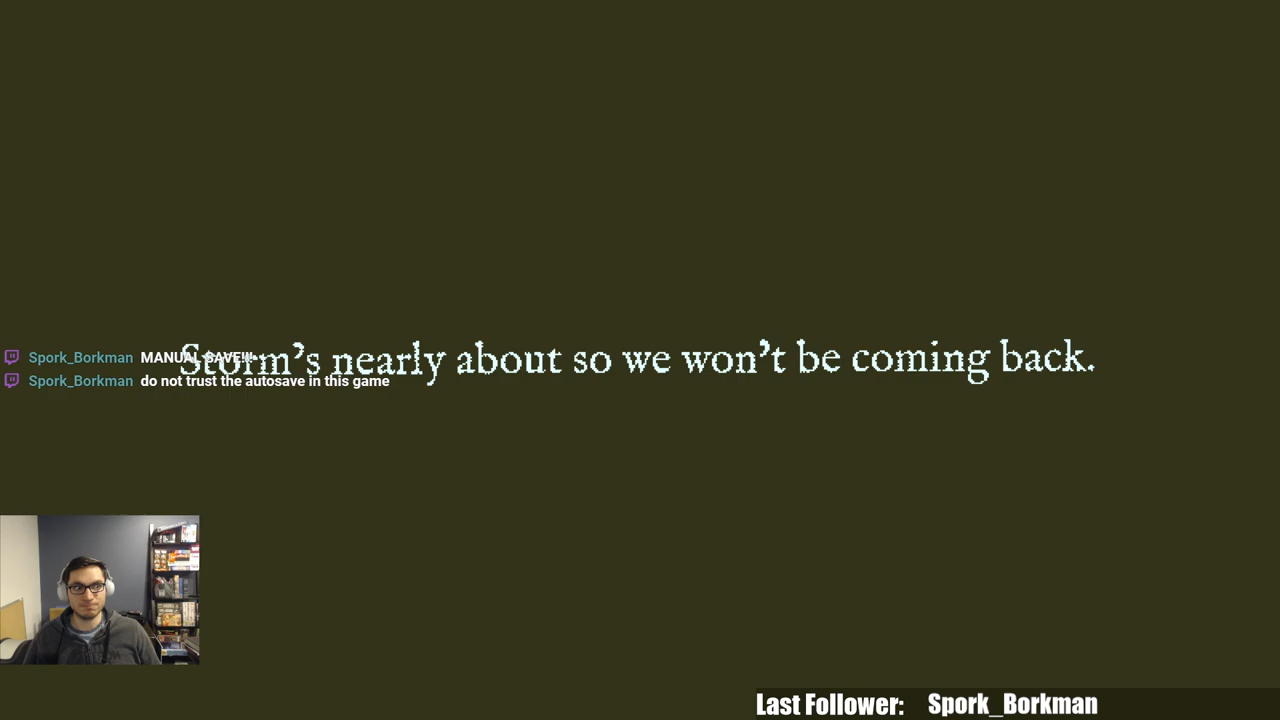 Spork_Borkman MANUAL SAVE!!!
Storm's nearly about so we won't be coming back.
Spork_Borkman do not trust the autosave in this game
Last Follower: Spork_Borkman